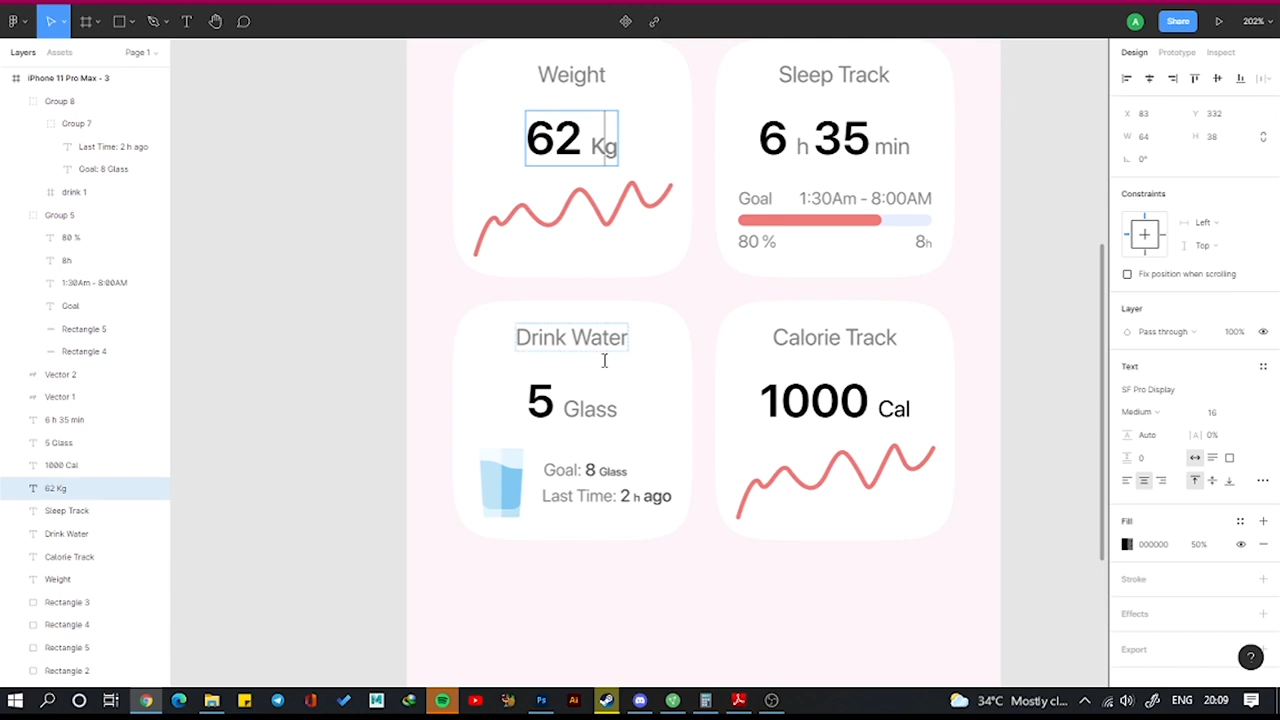 A
Share
202%
Layers
Assets
Page 1
Design
Prototype
Inspect
iPhone 11 Pro Max - 3
Group 8
Group 7
Last Time: 2 h ago
Goal: 8 Glass
drink 1
Group 5
80 %
8h
1:30Am - 8:00AM
Goal
Rectangle 5
Rectangle 4
Vector 2
Vector 1
6 h 35 min
5 Glass
1000 Cal
62 Kg
Sleep Track
Drink Water
Calorie Track
Weight
Rectangle 3
Rectangle 4
Rectangle 5
Rectangle 2
Weight
62 Kg
Sleep Track
6 h 35 min
Goal 1:30Am - 8:00AM
80 % 8h
Drink Water
5 Glass
Goal: 8 Glass
Last Time: 2 h ago
Calorie Track
1000 Cal
X 83 Y 332
W 64 H 38
0°
Constraints
Left
Top
Fix position when scrolling
Layer
Pass through 100%
Text
SF Pro Display
Medium 16
Auto 0%
0
Fill
000000 50%
Stroke
Effects
Export
?
34°C Mostly cl... ENG 20:09